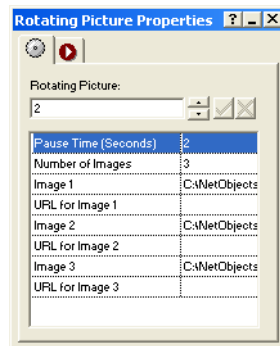 Rotating Picture Properties
Rotating Picture:
2
Pause Time (Seconds) 2
Number of Images 3
Image 1 C:\NetObjects
URL for Image 1
Image 2 C:\NetObjects
URL for Image 2
Image 3 C:\NetObjects
URL for Image 3